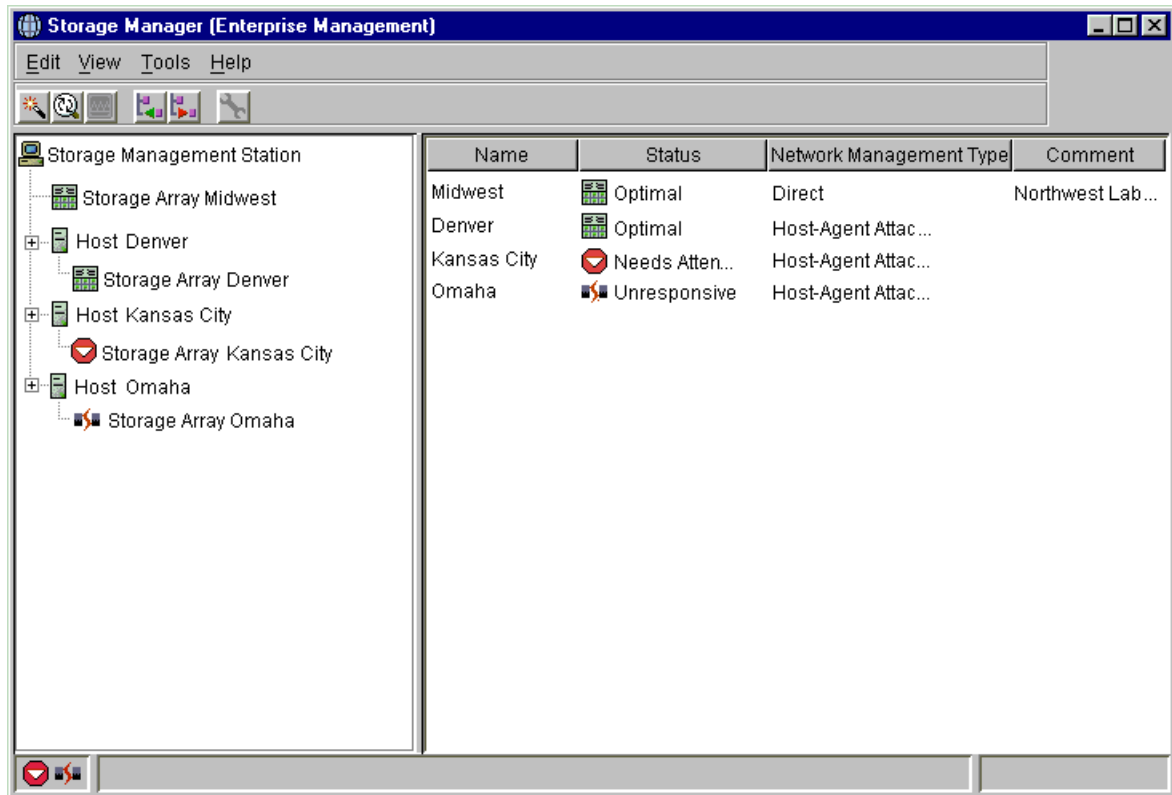 Storage Manager (Enterprise Management)
Edit View Tools Help
Storage Management Station
Storage Array Midwest
Host Denver
Storage Array Denver
Host Kansas City
Storage Array Kansas City
Host Omaha
Storage Array Omaha
Name Status Network Management Type Comment
Midwest Optimal Direct Northwest Lab...
Denver Optimal Host-Agent Attac...
Kansas City Needs Atten... Host-Agent Attac...
Omaha Unresponsive Host-Agent Attac...